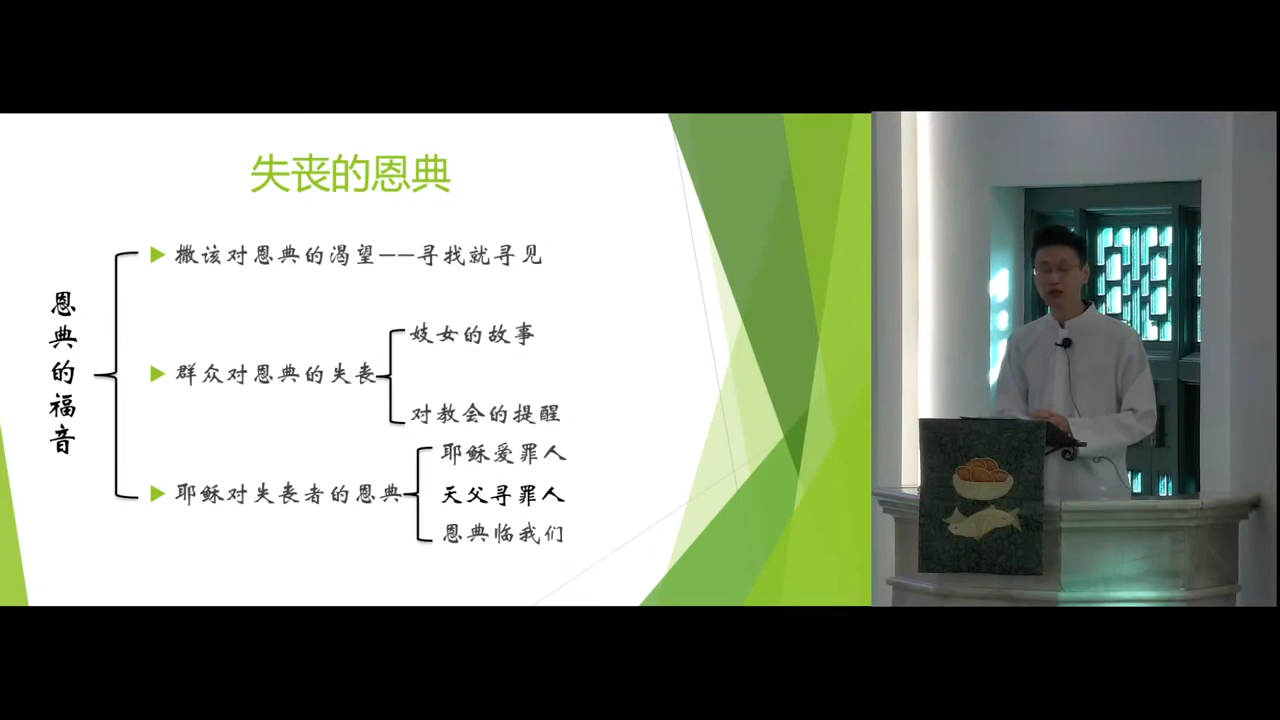 失丧的恩典
恩典的福音
撒该对恩典的渴望——寻找就寻见
群众对恩典的失丧
妓女的故事
对教会的提醒
耶稣对失丧者的恩典
耶稣爱罪人
天父寻罪人
恩典临我们